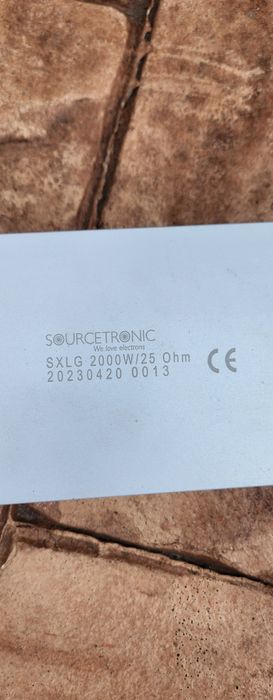 SOURCETRONIC
We love electrons
SXLG 2000W/25 Ohm
20230420 0013
CE